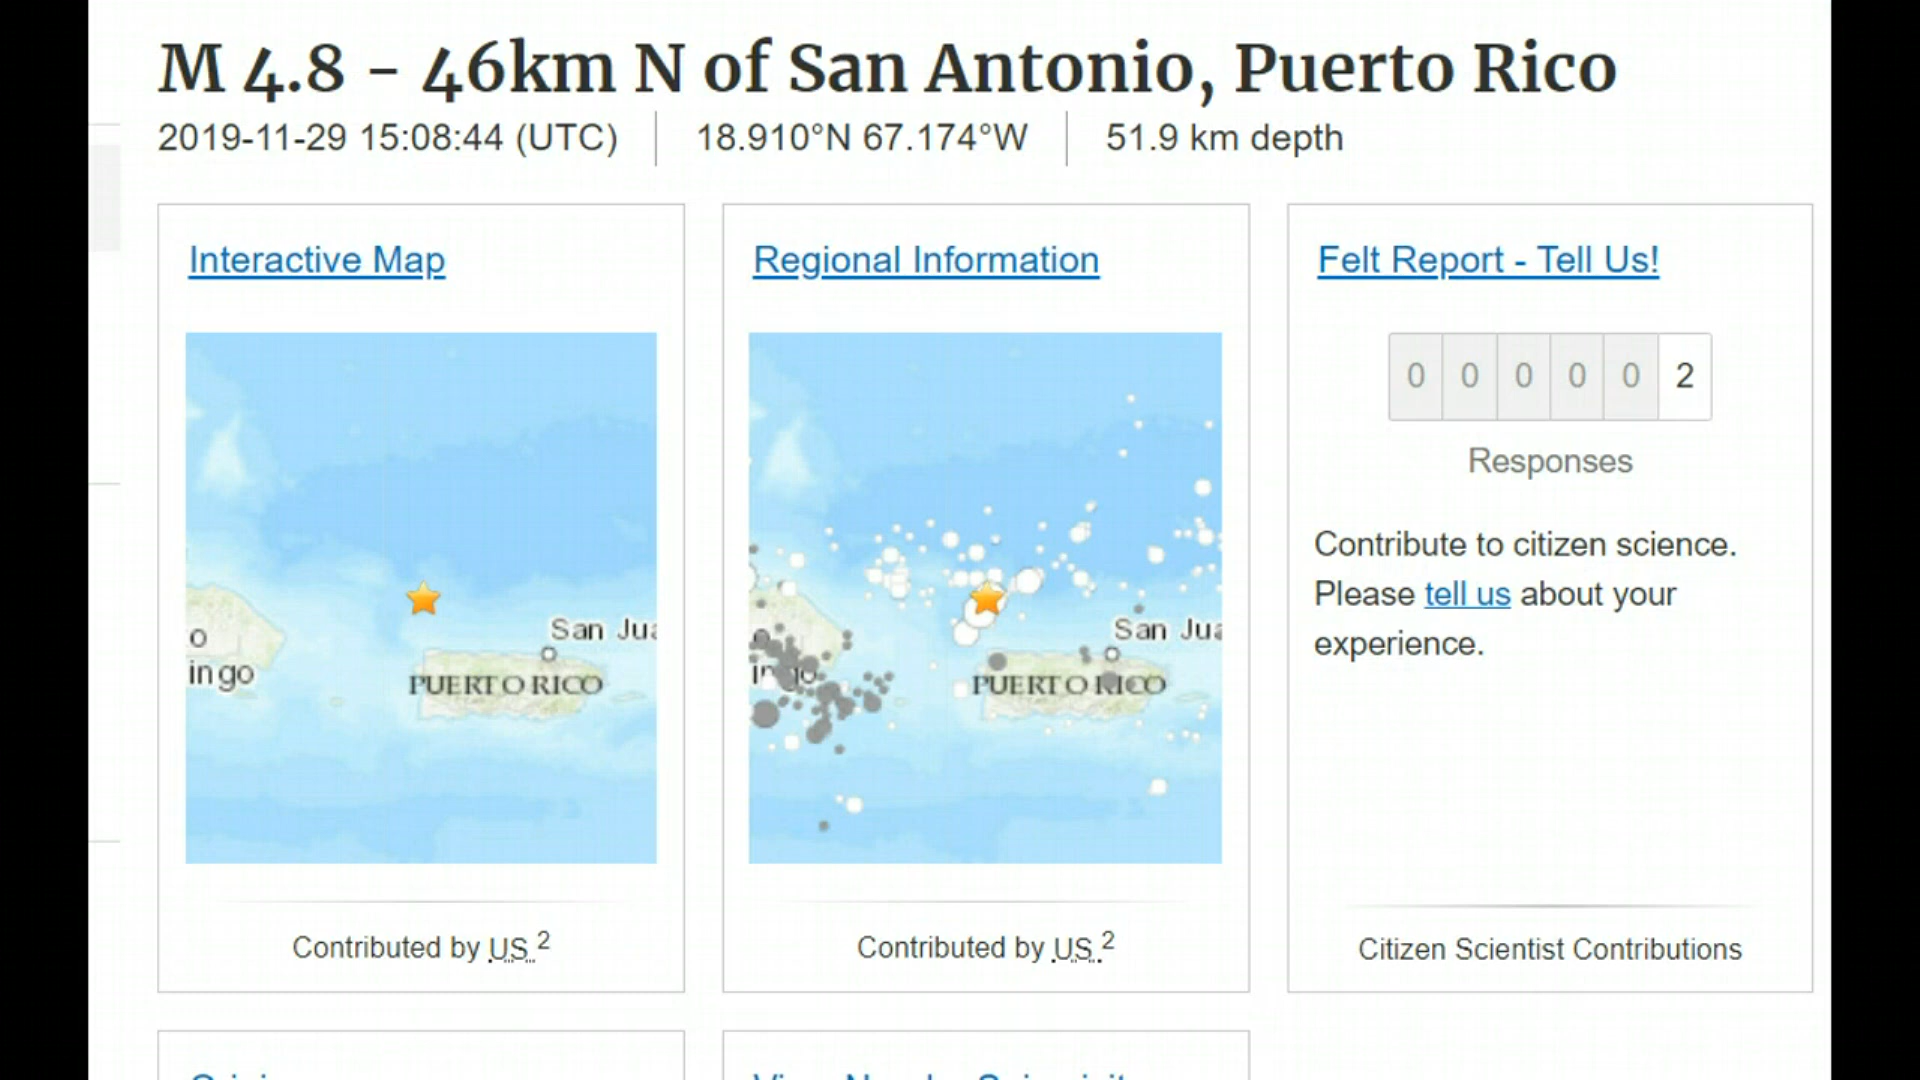 M 4.8 - 46km N of San Antonio, Puerto Rico
2019-11-29 15:08:44 (UTC)
18.910°N 67.174°W
51.9 km depth
Interactive Map
o
ingo
San Jua
PUERTO RICO
Contributed by US 2
Regional Information
San Jua
PUERTO RICO
Contributed by US 2
Felt Report - Tell Us!
0 0 0 0 0 2
Responses
Contribute to citizen science.
Please tell us about your
experience.
Citizen Scientist Contributions